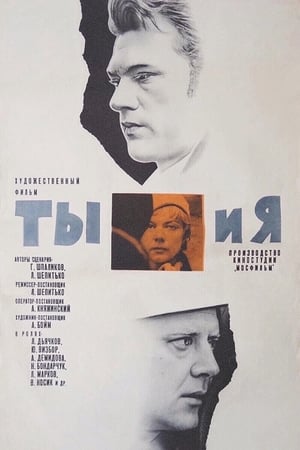 ХУДОЖЕСТВЕННЫЙ
ФИЛЬМ
ТЫ И Я
ПРОИЗВОДСТВО
КИНОСТУДИИ
"МОСФИЛЬМ"
АВТОРЫ СЦЕНАРИЯ-
Г. ШПАЛИКОВ,
Л. ШЕПИТЬКО
РЕЖИССЕР-ПОСТАНОВЩИК
Л. ШЕПИТЬКО
ОПЕРАТОР-ПОСТАНОВЩИК
А. КНЯЖИНСКИЙ
ХУДОЖНИК-ПОСТАНОВЩИК
А. БОЙМ
В РОЛЯХ:
Л. ДЬЯЧКОВ,
Ю. ВИЗБОР,
А. ДЕМИДОВА,
Н. БОНДАРЧУК,
Л. МАРКОВ,
В. НОСИК И ДР.